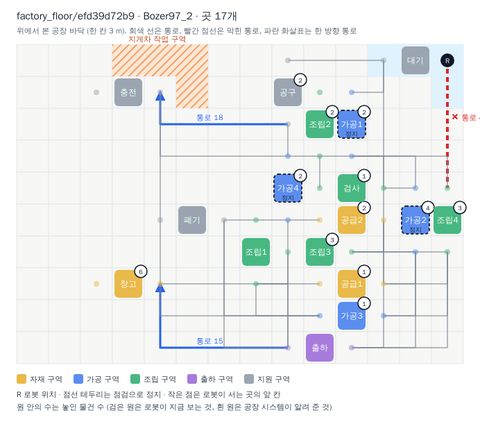 factory_floor/efd39d72b9 · Bozer97_2 · 곳 17개
위에서 본 공장 바닥 (한 칸 3 m). 회색 선은 통로, 빨간 점선은 막힌 통로, 파란 화살표는 한 방향 통로
지게차 작업 구역
대기
R
충전
공구
2
통로 18
조립2
2
가공1
2
정지
✕ 통로
가공4
2
정지
검사
1
폐기
공급2
2
가공2
4
정지
조립4
3
조립1
조립3
3
창고
6
공급1
1
가공3
1
통로 15
출하
자재 구역
가공 구역
조립 구역
출하 구역
지원 구역
R 로봇 위치 · 점선 테두리는 점검으로 정지 · 작은 점은 로봇이 서는 곳의 앞 칸
원 안의 수는 놓인 물건 수 (검은 원은 로봇이 지금 보는 것, 흰 원은 공장 시스템이 알려 준 것)